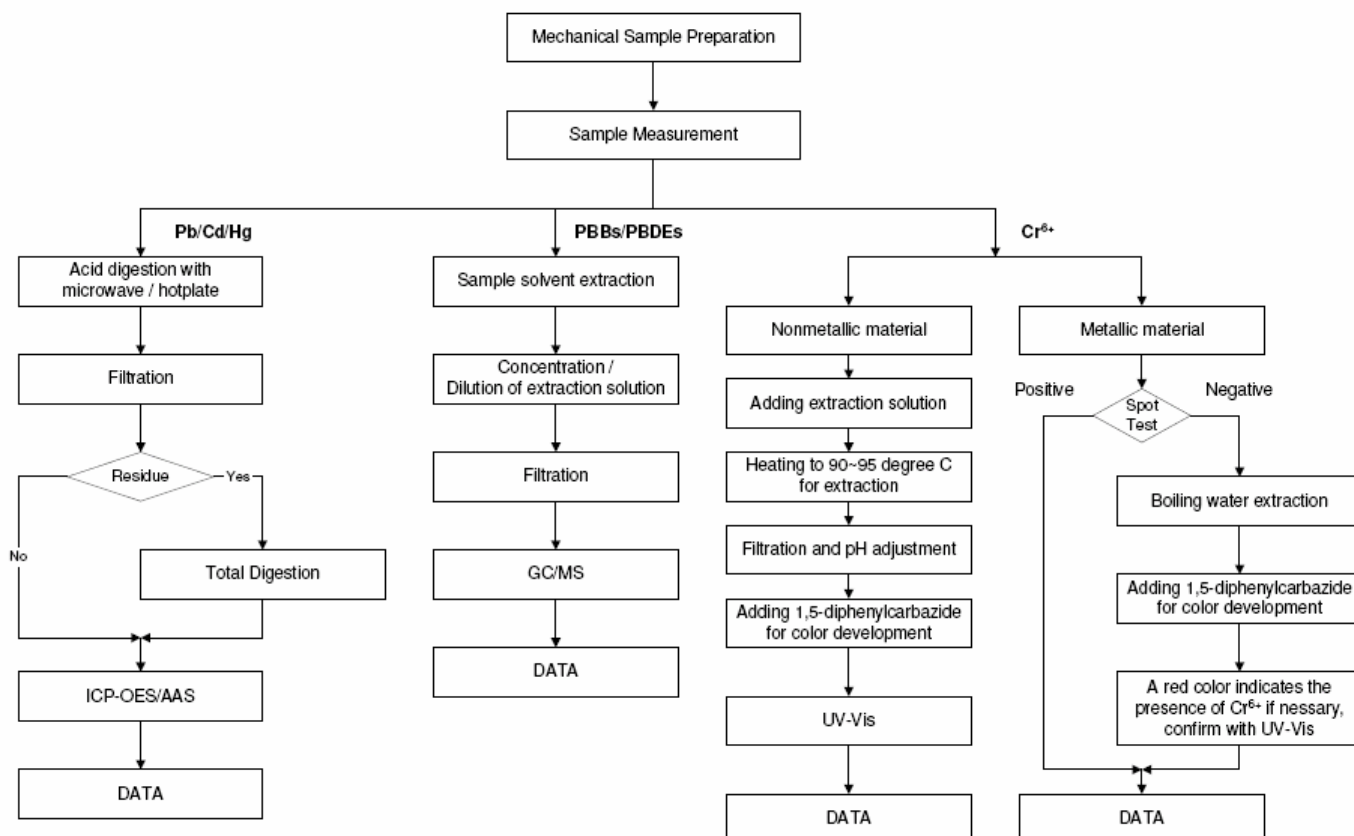 Mechanical Sample Preparation
Sample Measurement
Pb/Cd/Hg
Acid digestion with
microwave / hotplate
Filtration
Residue
Yes
No
Total Digestion
ICP-OES/AAS
DATA
PBBs/PBDEs
Sample solvent extraction
Concentration /
Dilution of extraction solution
Filtration
GC/MS
DATA
Cr⁶⁺
Nonmetallic material
Adding extraction solution
Heating to 90~95 degree C
for extraction
Filtration and pH adjustment
Adding 1,5-diphenylcarbazide
for color development
UV-Vis
DATA
Metallic material
Positive
Spot
Test
Negative
Boiling water extraction
Adding 1,5-diphenylcarbazide
for color development
A red color indicates the
presence of Cr⁶⁺ if nessary,
confirm with UV-Vis
DATA